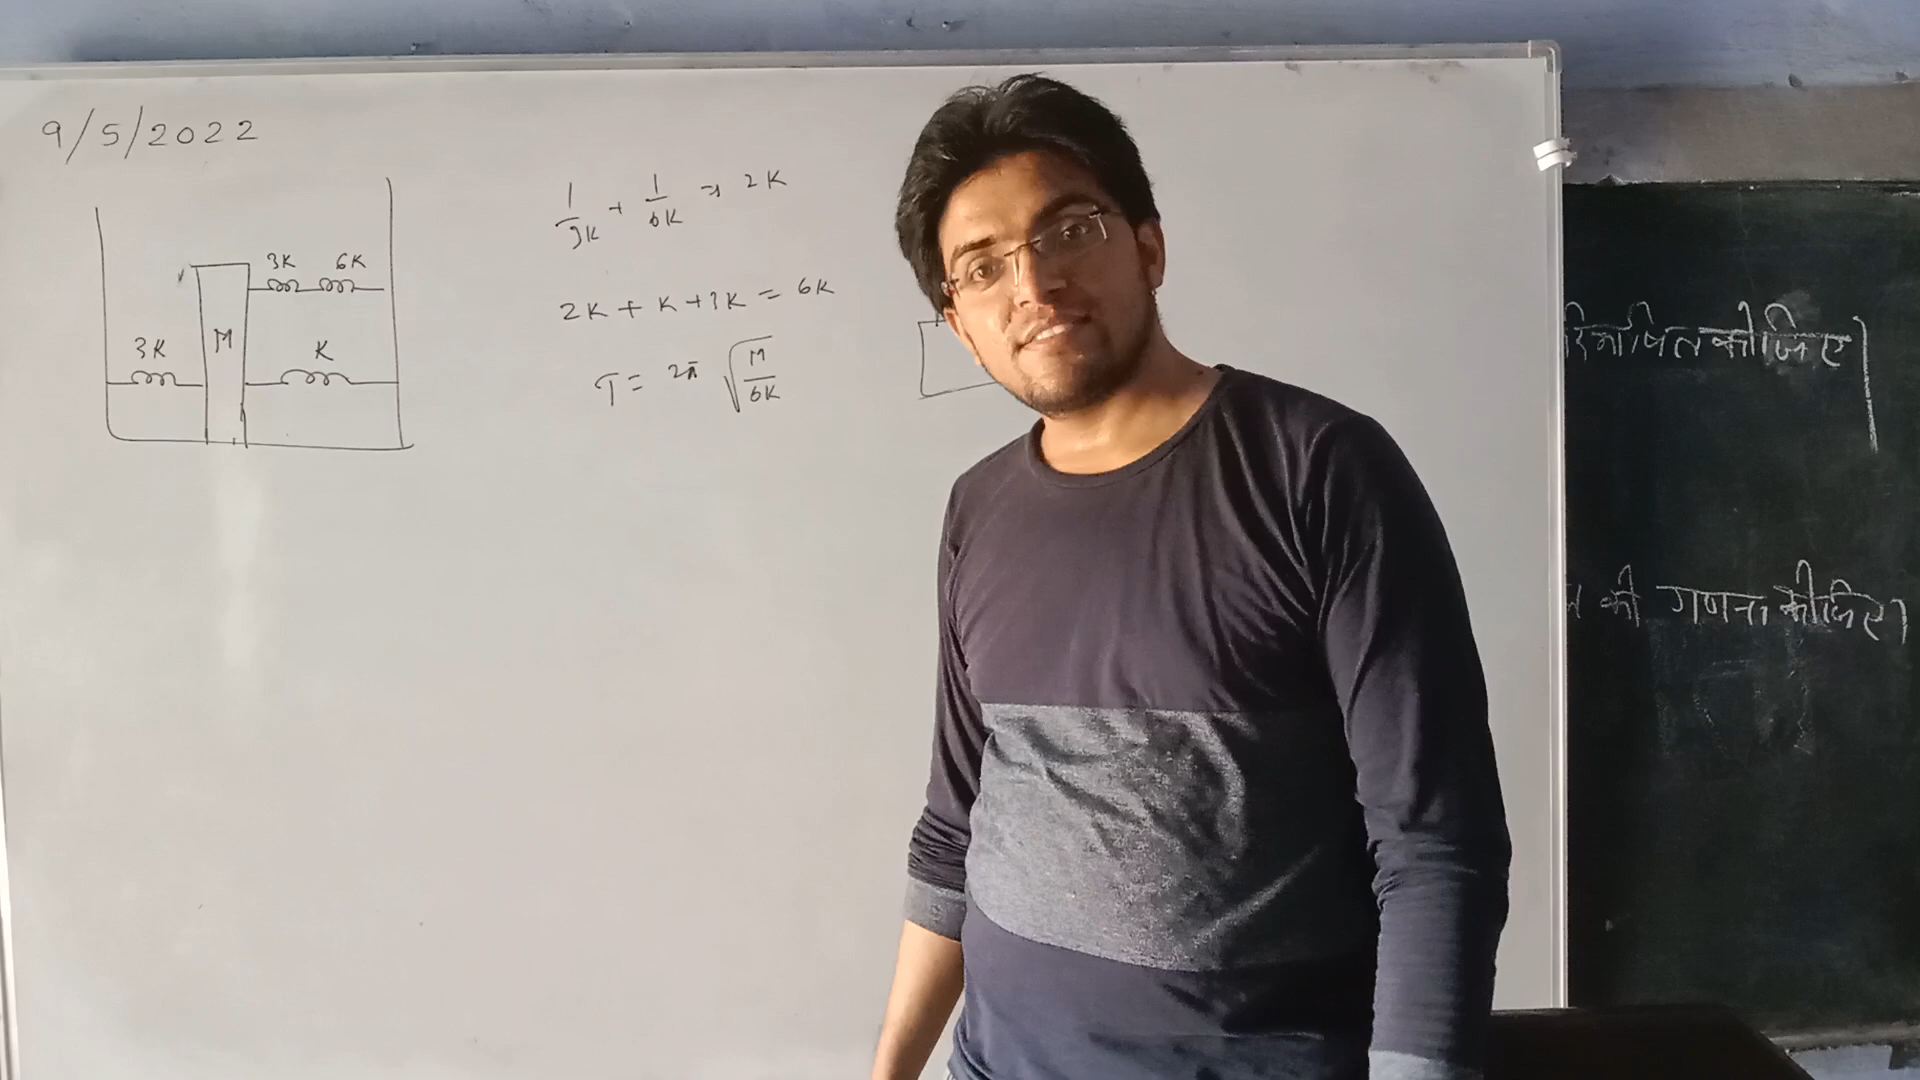 9/5/2022
1/3K + 1/6K ⇒ 2K
3K 6K
2K + K + 3K = 6K
M
3K
K
T = 2π √(M/6K)
कीजिए।
की गणना कीजिए।